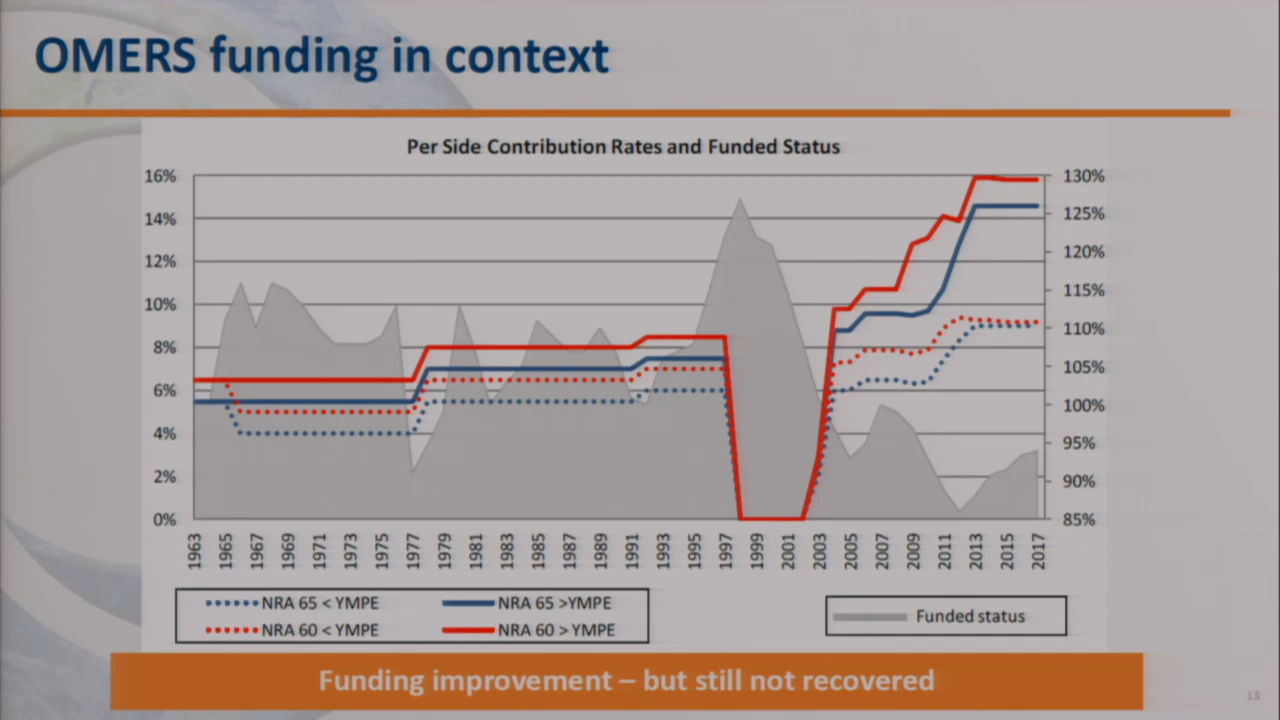 OMERS funding in context
Per Side Contribution Rates and Funded Status
16%
14%
12%
10%
8%
6%
4%
2%
0%
130%
125%
120%
115%
110%
105%
100%
95%
90%
85%
1963 1965 1967 1969 1971 1973 1975 1977 1979 1981 1983 1985 1987 1989 1991 1993 1995 1997 1999 2001 2003 2005 2007 2009 2011 2013 2015 2017
NRA 65 < YMPE NRA 65 >YMPE
NRA 60 < YMPE NRA 60 > YMPE
Funded status
Funding improvement – but still not recovered
13